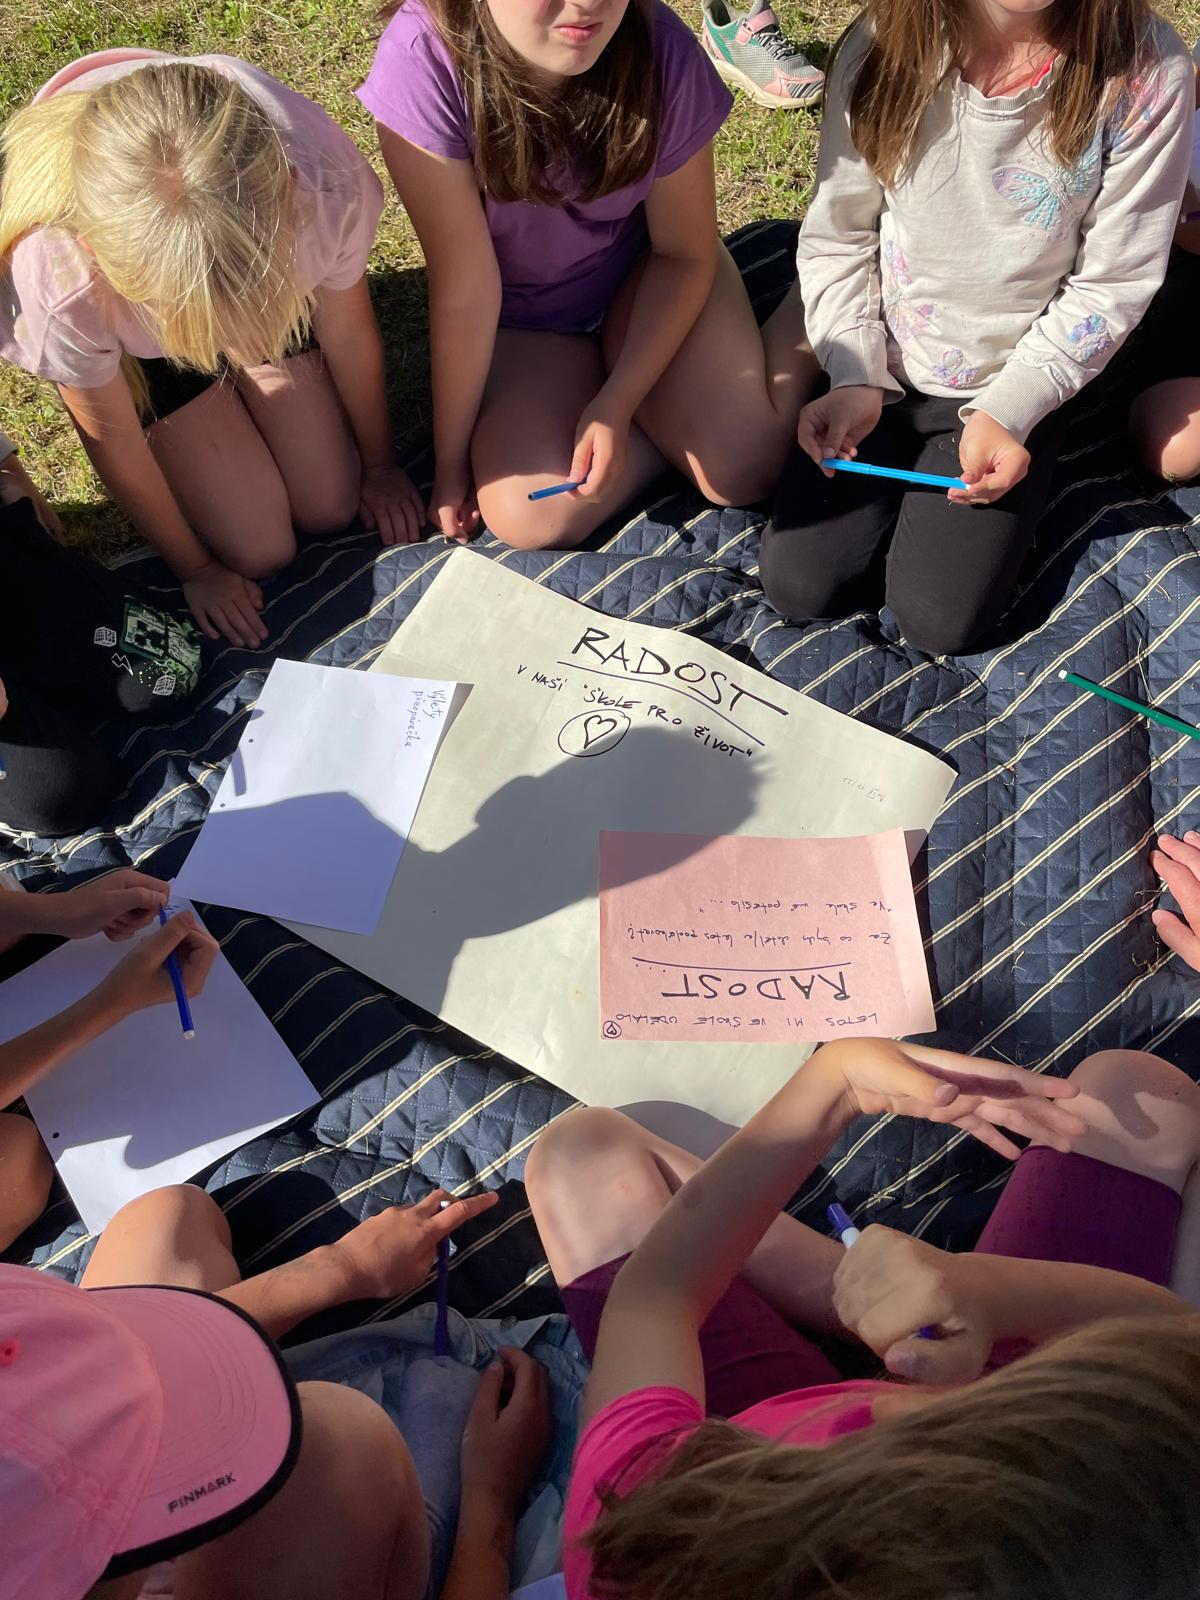 RADOST
V NAŠÍ "ŠKOLE PRO ŽIVOT"
Výlety
přespávačka
LETOS MI VE ŠKOLE UDĚLALO
RADOST...
Za co bych chtěl/a letos poděkovat?
"Ve škole mě potěšilo..."
FINMARK